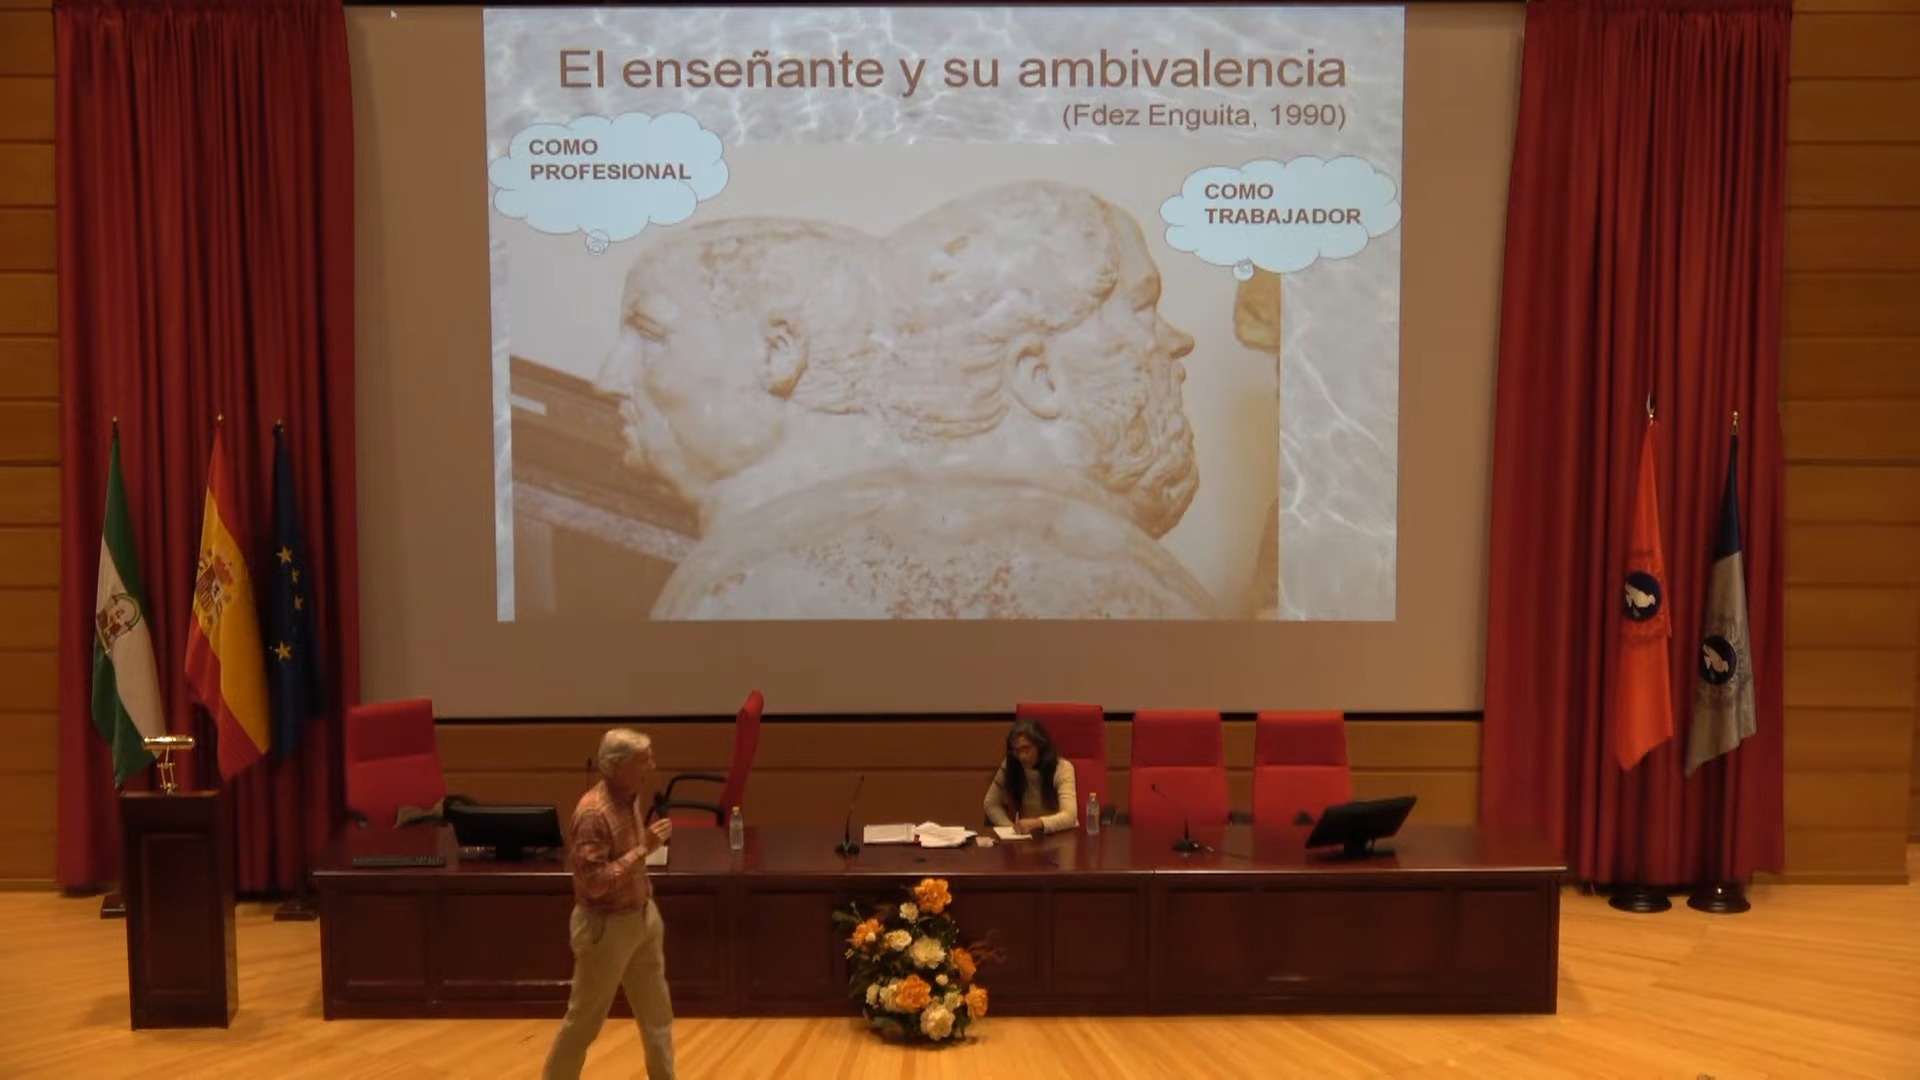 El enseñante y su ambivalencia
(Fdez Enguita, 1990)
COMO
PROFESIONAL
COMO
TRABAJADOR